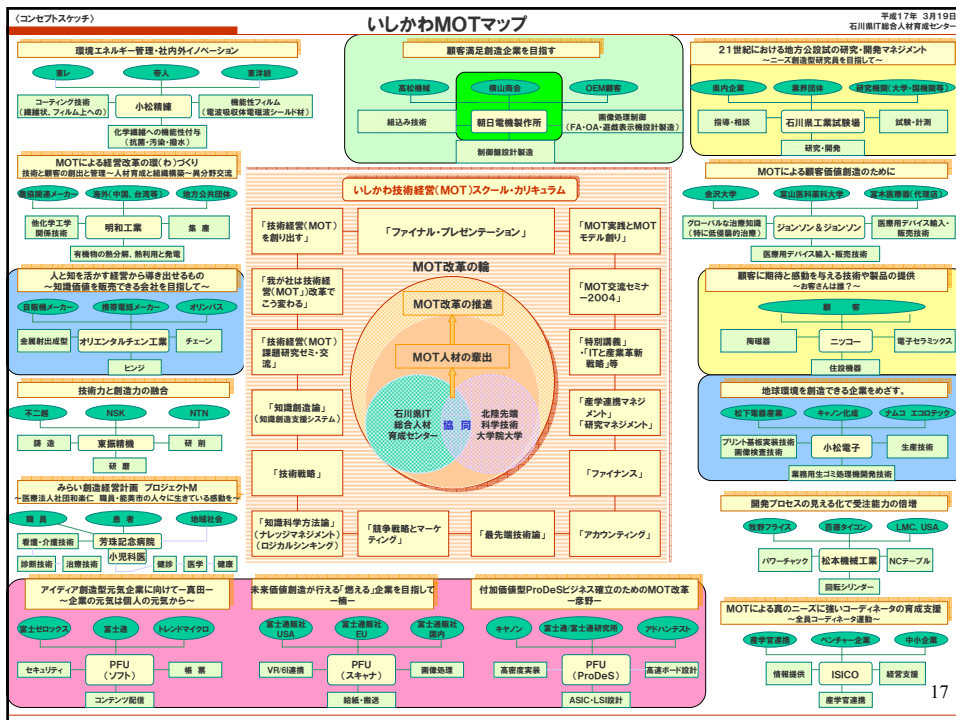 〈コンセプトスケッチ〉
いしかわMOTマップ
平成17年 3月19日
石川県IT総合人材育成センター
環境エネルギー管理・社内外イノベーション
東レ
帝人
東洋紡
コーティング技術
(繊維状、フィルム上への)
小松精練
機能性フィルム
(電波吸収体電磁波シールド材)
化学繊維への機能性付与
(抗菌・汚染・撥水)
顧客満足創造企業を目指す
高松機械
横山商会
OEM顧客
組込み技術
朝日電機製作所
画像処理制御
(FA・OA・遊戯表示機設計製造)
制御盤設計製造
21世紀における地方公設試の研究・開発マネジメント
～ニーズ創造型研究員を目指して～
県内企業
業界団体
研究機関(大学・国機関等)
指導・相談
石川県工業試験場
試験・計測
研究・開発
MOTによる経営改革の環(わ)づくり
技術と顧客の創出と管理～人材育成と組織構築～異分野交流
海外(中国、台湾等)
地方公共団体
他化学工学
関係技術
明和工業
集 塵
有機物の熱分解、熱利用と発電
いしかわ技術経営(MOT)スクール・カリキュラム
「技術経営(MOT)
を創り出す」
「ファイナル・プレゼンテーション」
「MOT実践とMOT
モデル創り」
「我が社は技術経
営(MOT)」改革で
こう変わる」
MOT改革の輪
MOT改革の推進
「MOT交流セミナ
ー2004」
「技術経営(MOT)
課題研究ゼミ・交
流」
MOT人材の輩出
「特別講義」
・「ITと産業革新
戦略」等
「知識創造論」
(知識創造支援システム)
石川県IT
総合人材
育成センター
協 同
北陸先端
科学技術
大学院大学
「産学連携マネジ
メント」
「研究マネジメント」
「技術戦略」
「ファイナンス」
「知識科学方法論」
(ナレッジマネジメント)
(ロジカルシンキング)
「競争戦略とマーケ
ティング」
「最先端技術論」
「アカウンティング」
MOTによる顧客価値創造のために
金沢大学
富山医科薬科大学
富木医療器(代理店)
グローバルな治療知識
(特に低侵襲的治療)
ジョンソン&ジョンソン
医療用デバイス輸入・
販売技術
医療用デバイス輸入・販売技術
人と知を活かす経営から導き出せるもの
～知識価値を販売できる会社を目指して～
自販機メーカー
携帯電話メーカー
オリンパス
金属射出成型
オリエンタルチェン工業
チェーン
ヒンジ
顧客に期待と感動を与える技術や製品の提供
～お客さんは誰?～
顧 客
陶磁器
ニッコー
電子セラミックス
住設機器
技術力と創造力の融合
不二越
NSK
NTN
鋳 造
東振精機
研 削
研 磨
地球環境を創造できる企業をめざす。
松下電器産業
キャノン化成
ナムコ エコロテック
プリント基板実装技術
画像検査技術
小松電子
生産技術
業務用生ゴミ処理機開発技術
みらい創造経営計画 プロジェクトM
～医療法人社団和楽仁 職員・能美市の人々に生きている感動を～
職 員
患 者
地域社会
看護・介護技術
芳珠記念病院
小児科医
診断技術
治療技術
健診
医学
健康
開発プロセスの見える化で受注能力の倍増
牧野フライス
百徳タイコン
LMC, USA
パワーチャック
松本機械工業
NCテーブル
回転シリンダー
アイディア創造型元気企業に向けて―真田―
～企業の元気は個人の元気から～
富士ゼロックス
富士通
トレンドマイクロ
セキュリティ
PFU
(ソフト)
帳 票
コンテンツ配信
未来価値創造が行える「燃える」企業を目指して
―楠―
富士通販社
USA
富士通販社
EU
富士通販社
国内
VR/6I連携
PFU
(スキャナ)
画像処理
給紙・搬送
付加価値型ProDeSビジネス確立のためのMOT改革
―彦野―
キヤノン
富士通/富士通研究所
アドバンテスト
高密度実装
PFU
(ProDeS)
高速ボード設計
ASIC・LSI設計
MOTによる真のニーズに強いコーディネータの育成支援
～全員コーディネータ運動～
産学官連携
ベンチャー企業
中小企業
情報提供
ISICO
経営支援
産学官連携
17